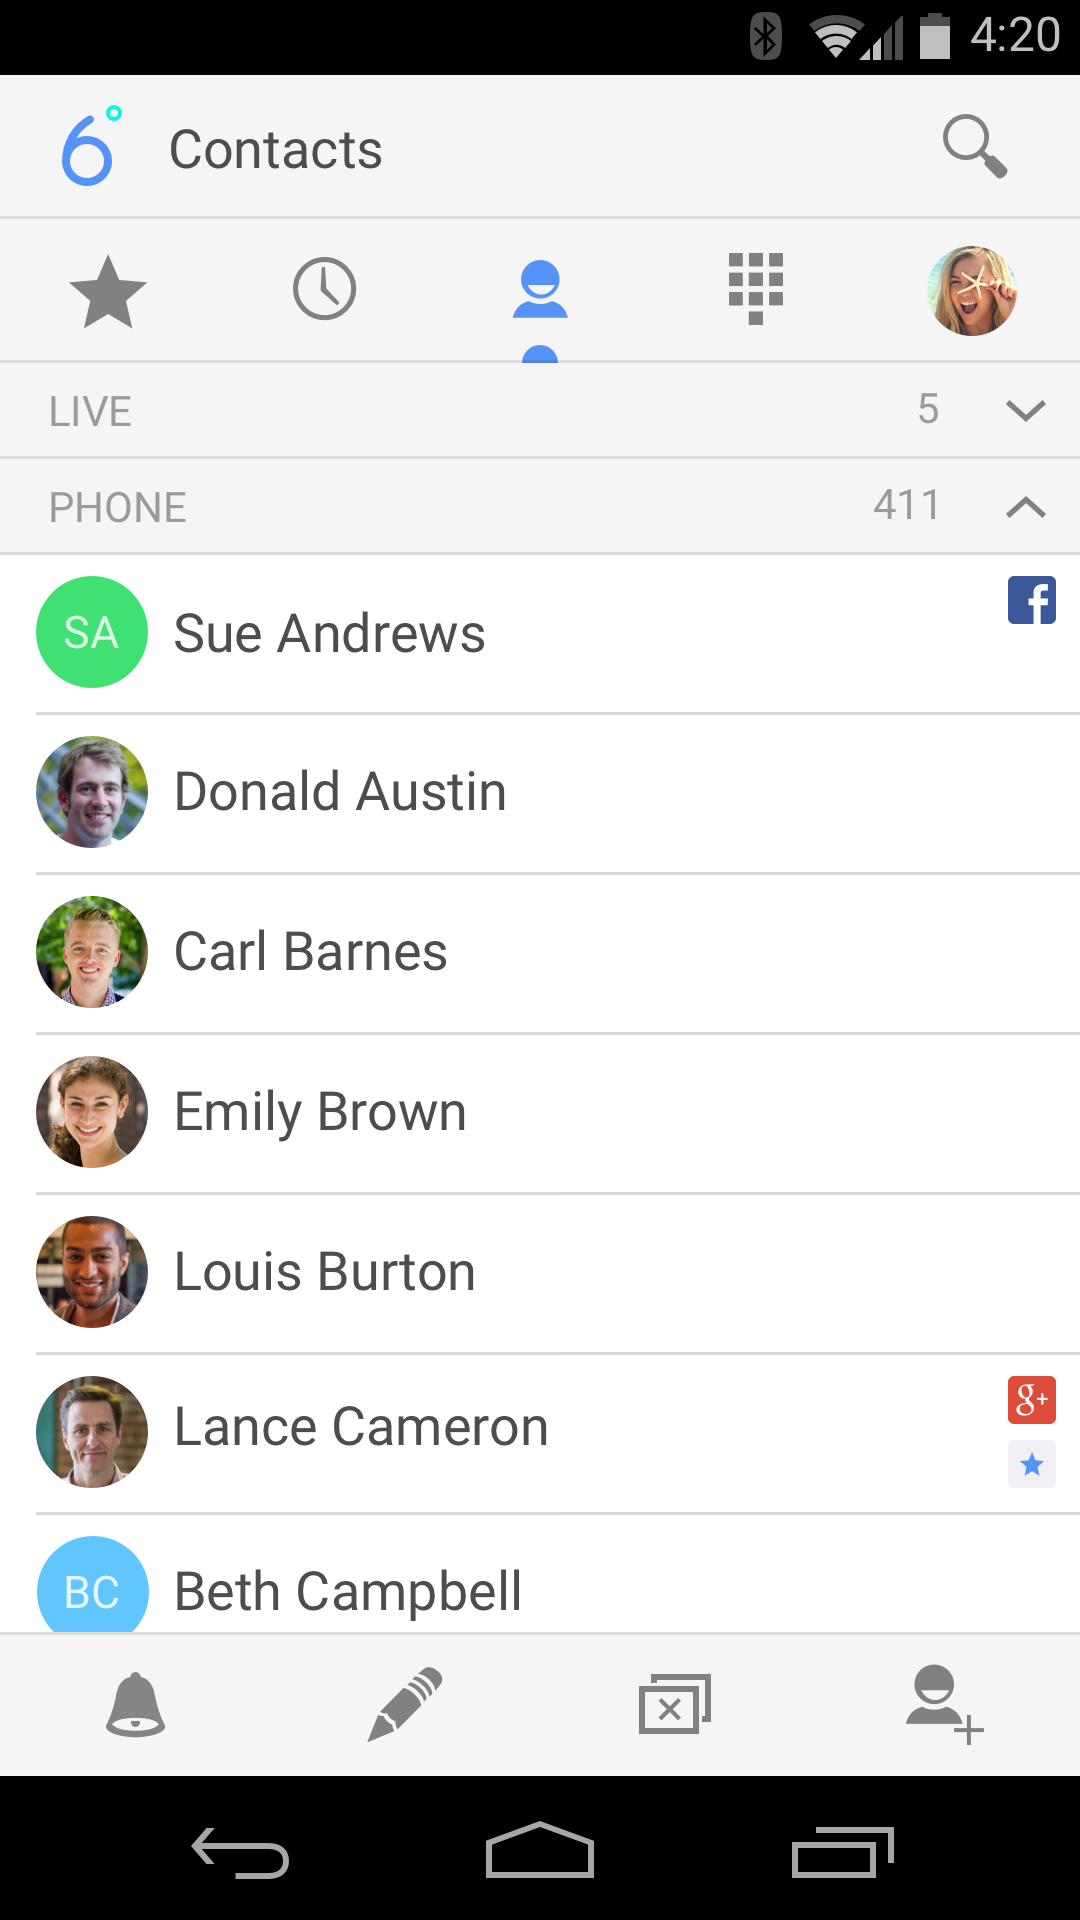 4:20
6° Contacts
LIVE 5
PHONE 411
SA Sue Andrews
Donald Austin
Carl Barnes
Emily Brown
Louis Burton
Lance Cameron g+
BC Beth Campbell